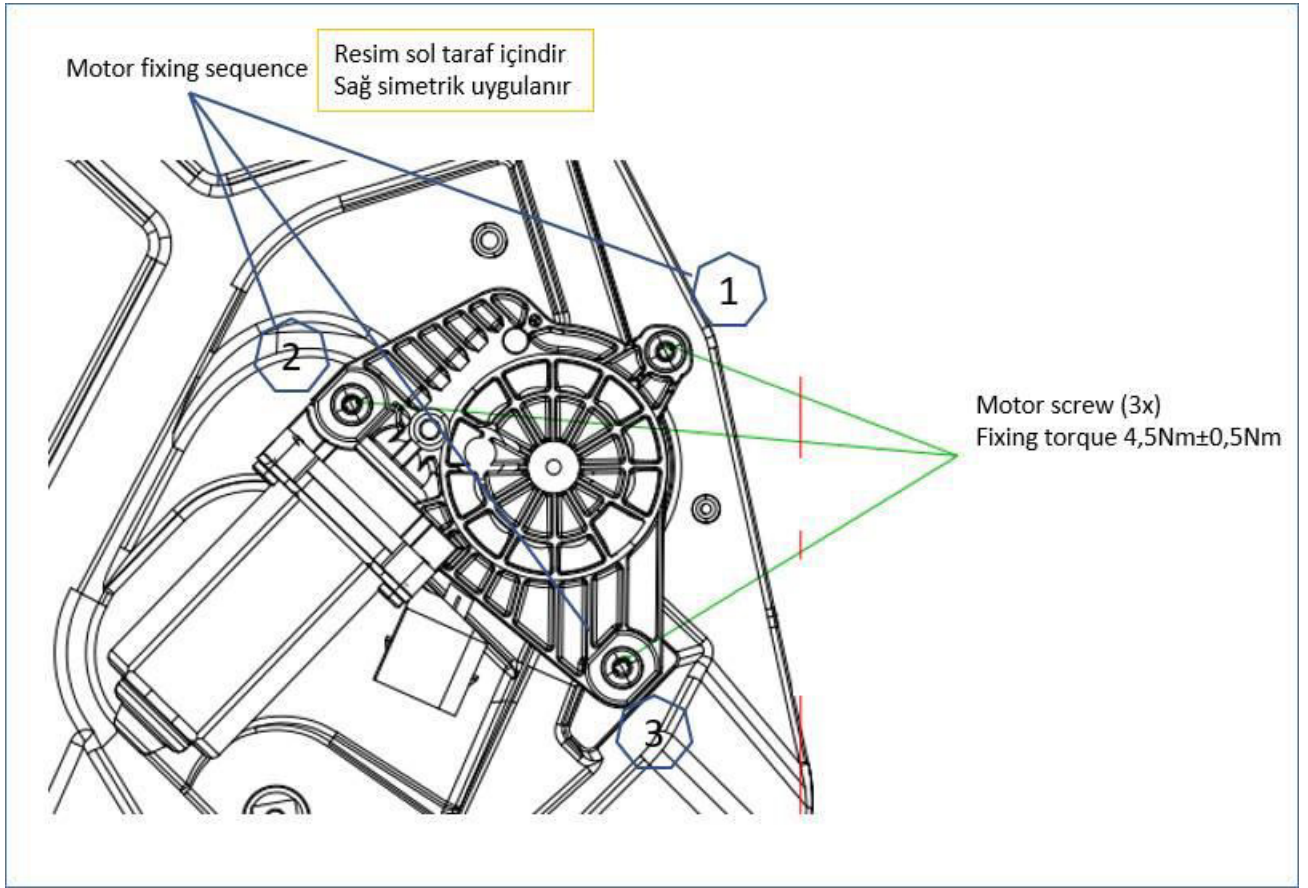 Motor fixing sequence
Resim sol taraf içindir
Sağ simetrik uygulanır
1
2
Motor screw (3x)
Fixing torque 4,5Nm±0,5Nm
3